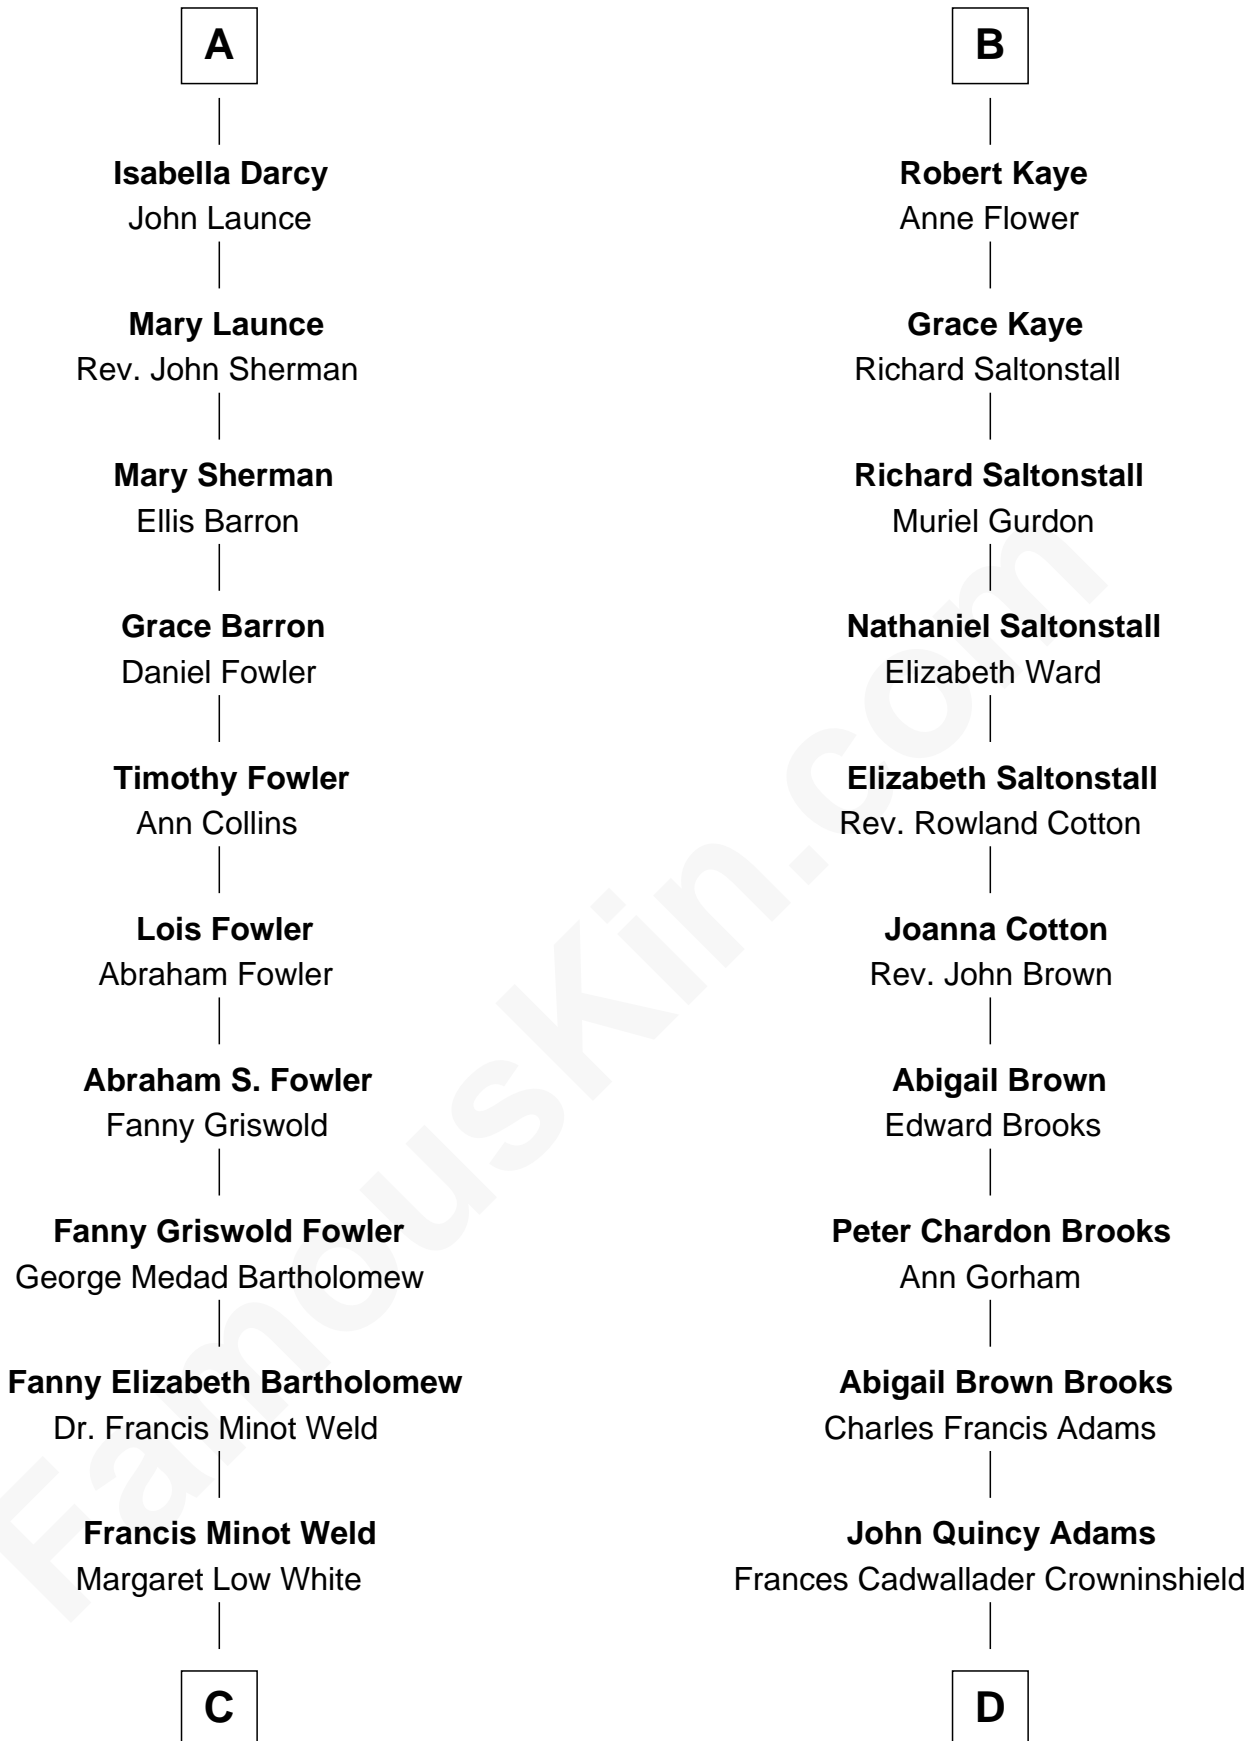 A
Isabella Darcy
John Launce
Mary Launce
Rev. John Sherman
Mary Sherman
Ellis Barron
Grace Barron
Daniel Fowler
Timothy Fowler
Ann Collins
Lois Fowler
Abraham Fowler
Abraham S. Fowler
Fanny Griswold
Fanny Griswold Fowler
George Medad Bartholomew
Fanny Elizabeth Bartholomew
Dr. Francis Minot Weld
Francis Minot Weld
Margaret Low White
C
B
Robert Kaye
Anne Flower
Grace Kaye
Richard Saltonstall
Richard Saltonstall
Muriel Gurdon
Nathaniel Saltonstall
Elizabeth Ward
Elizabeth Saltonstall
Rev. Rowland Cotton
Joanna Cotton
Rev. John Brown
Abigail Brown
Edward Brooks
Peter Chardon Brooks
Ann Gorham
Abigail Brown Brooks
Charles Francis Adams
John Quincy Adams
Frances Cadwallader Crowninshield
D
FamousKin.com